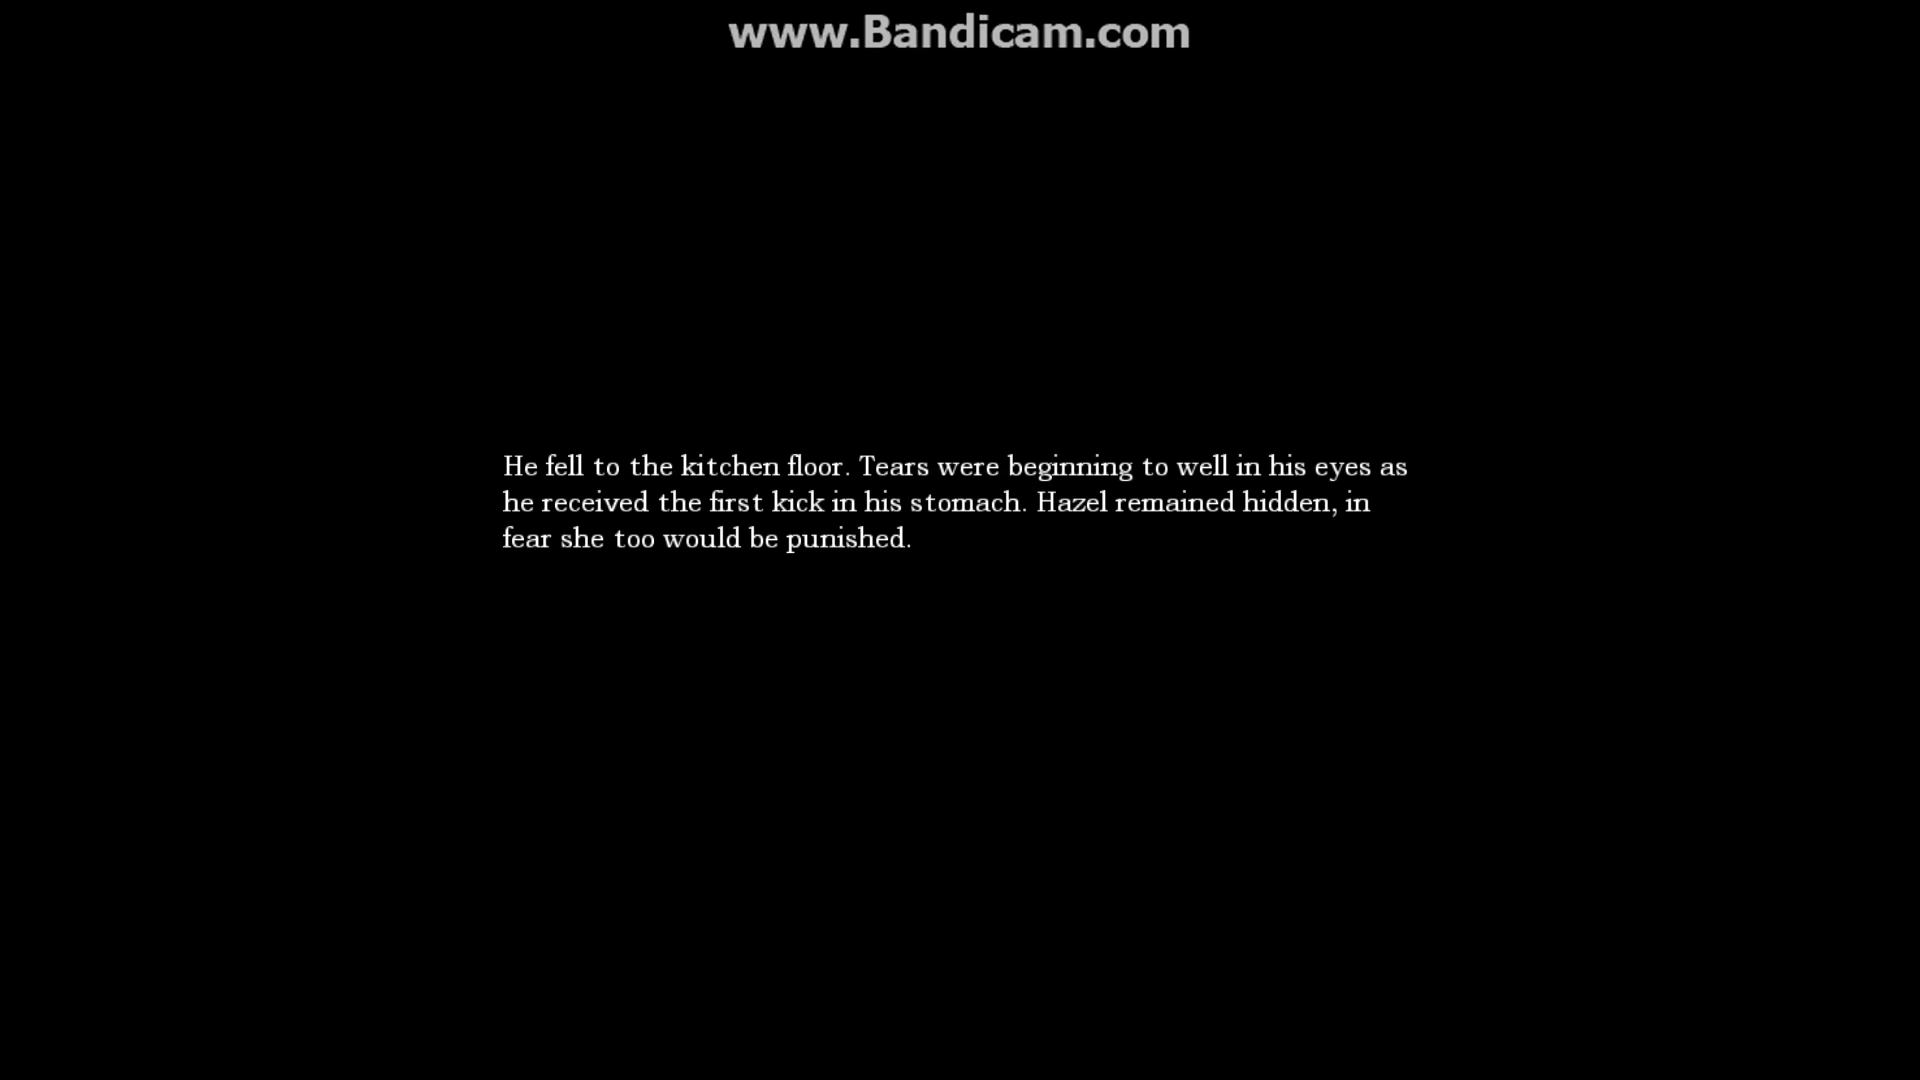 www.Bandicam.com
He fell to the kitchen floor. Tears were beginning to well in his eyes as
he received the first kick in his stomach. Hazel remained hidden, in
fear she too would be punished.